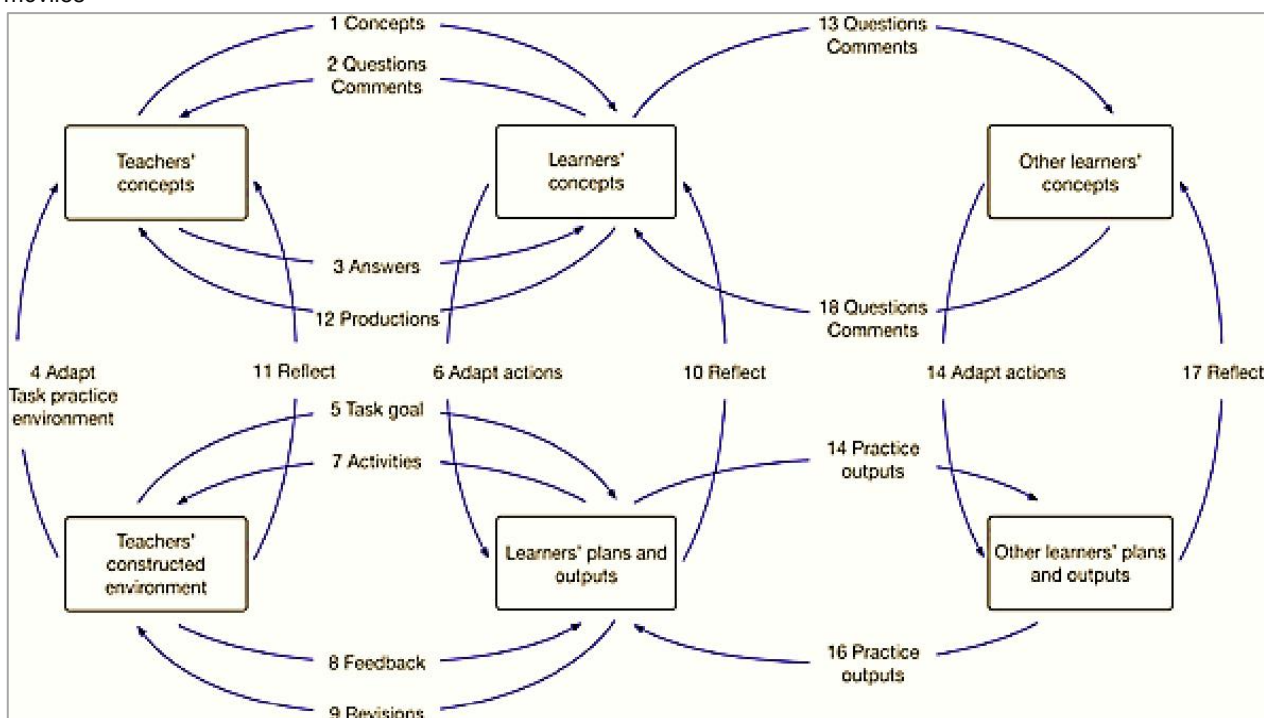 móviles
1 Concepts
13 Questions
Comments
2 Questions
Comments
Teachers'
concepts
Learners'
concepts
Other learners'
concepts
3 Answers
12 Productions
18 Questions
Comments
4 Adapt
Task practice
environment
11 Reflect
6 Adapt actions
10 Reflect
14 Adapt actions
17 Reflect
5 Task goal
7 Activities
14 Practice
outputs
Teachers'
constructed
environment
Learners' plans and
outputs
Other learners' plans
and outputs
8 Feedback
16 Practice
outputs
9 Revisions